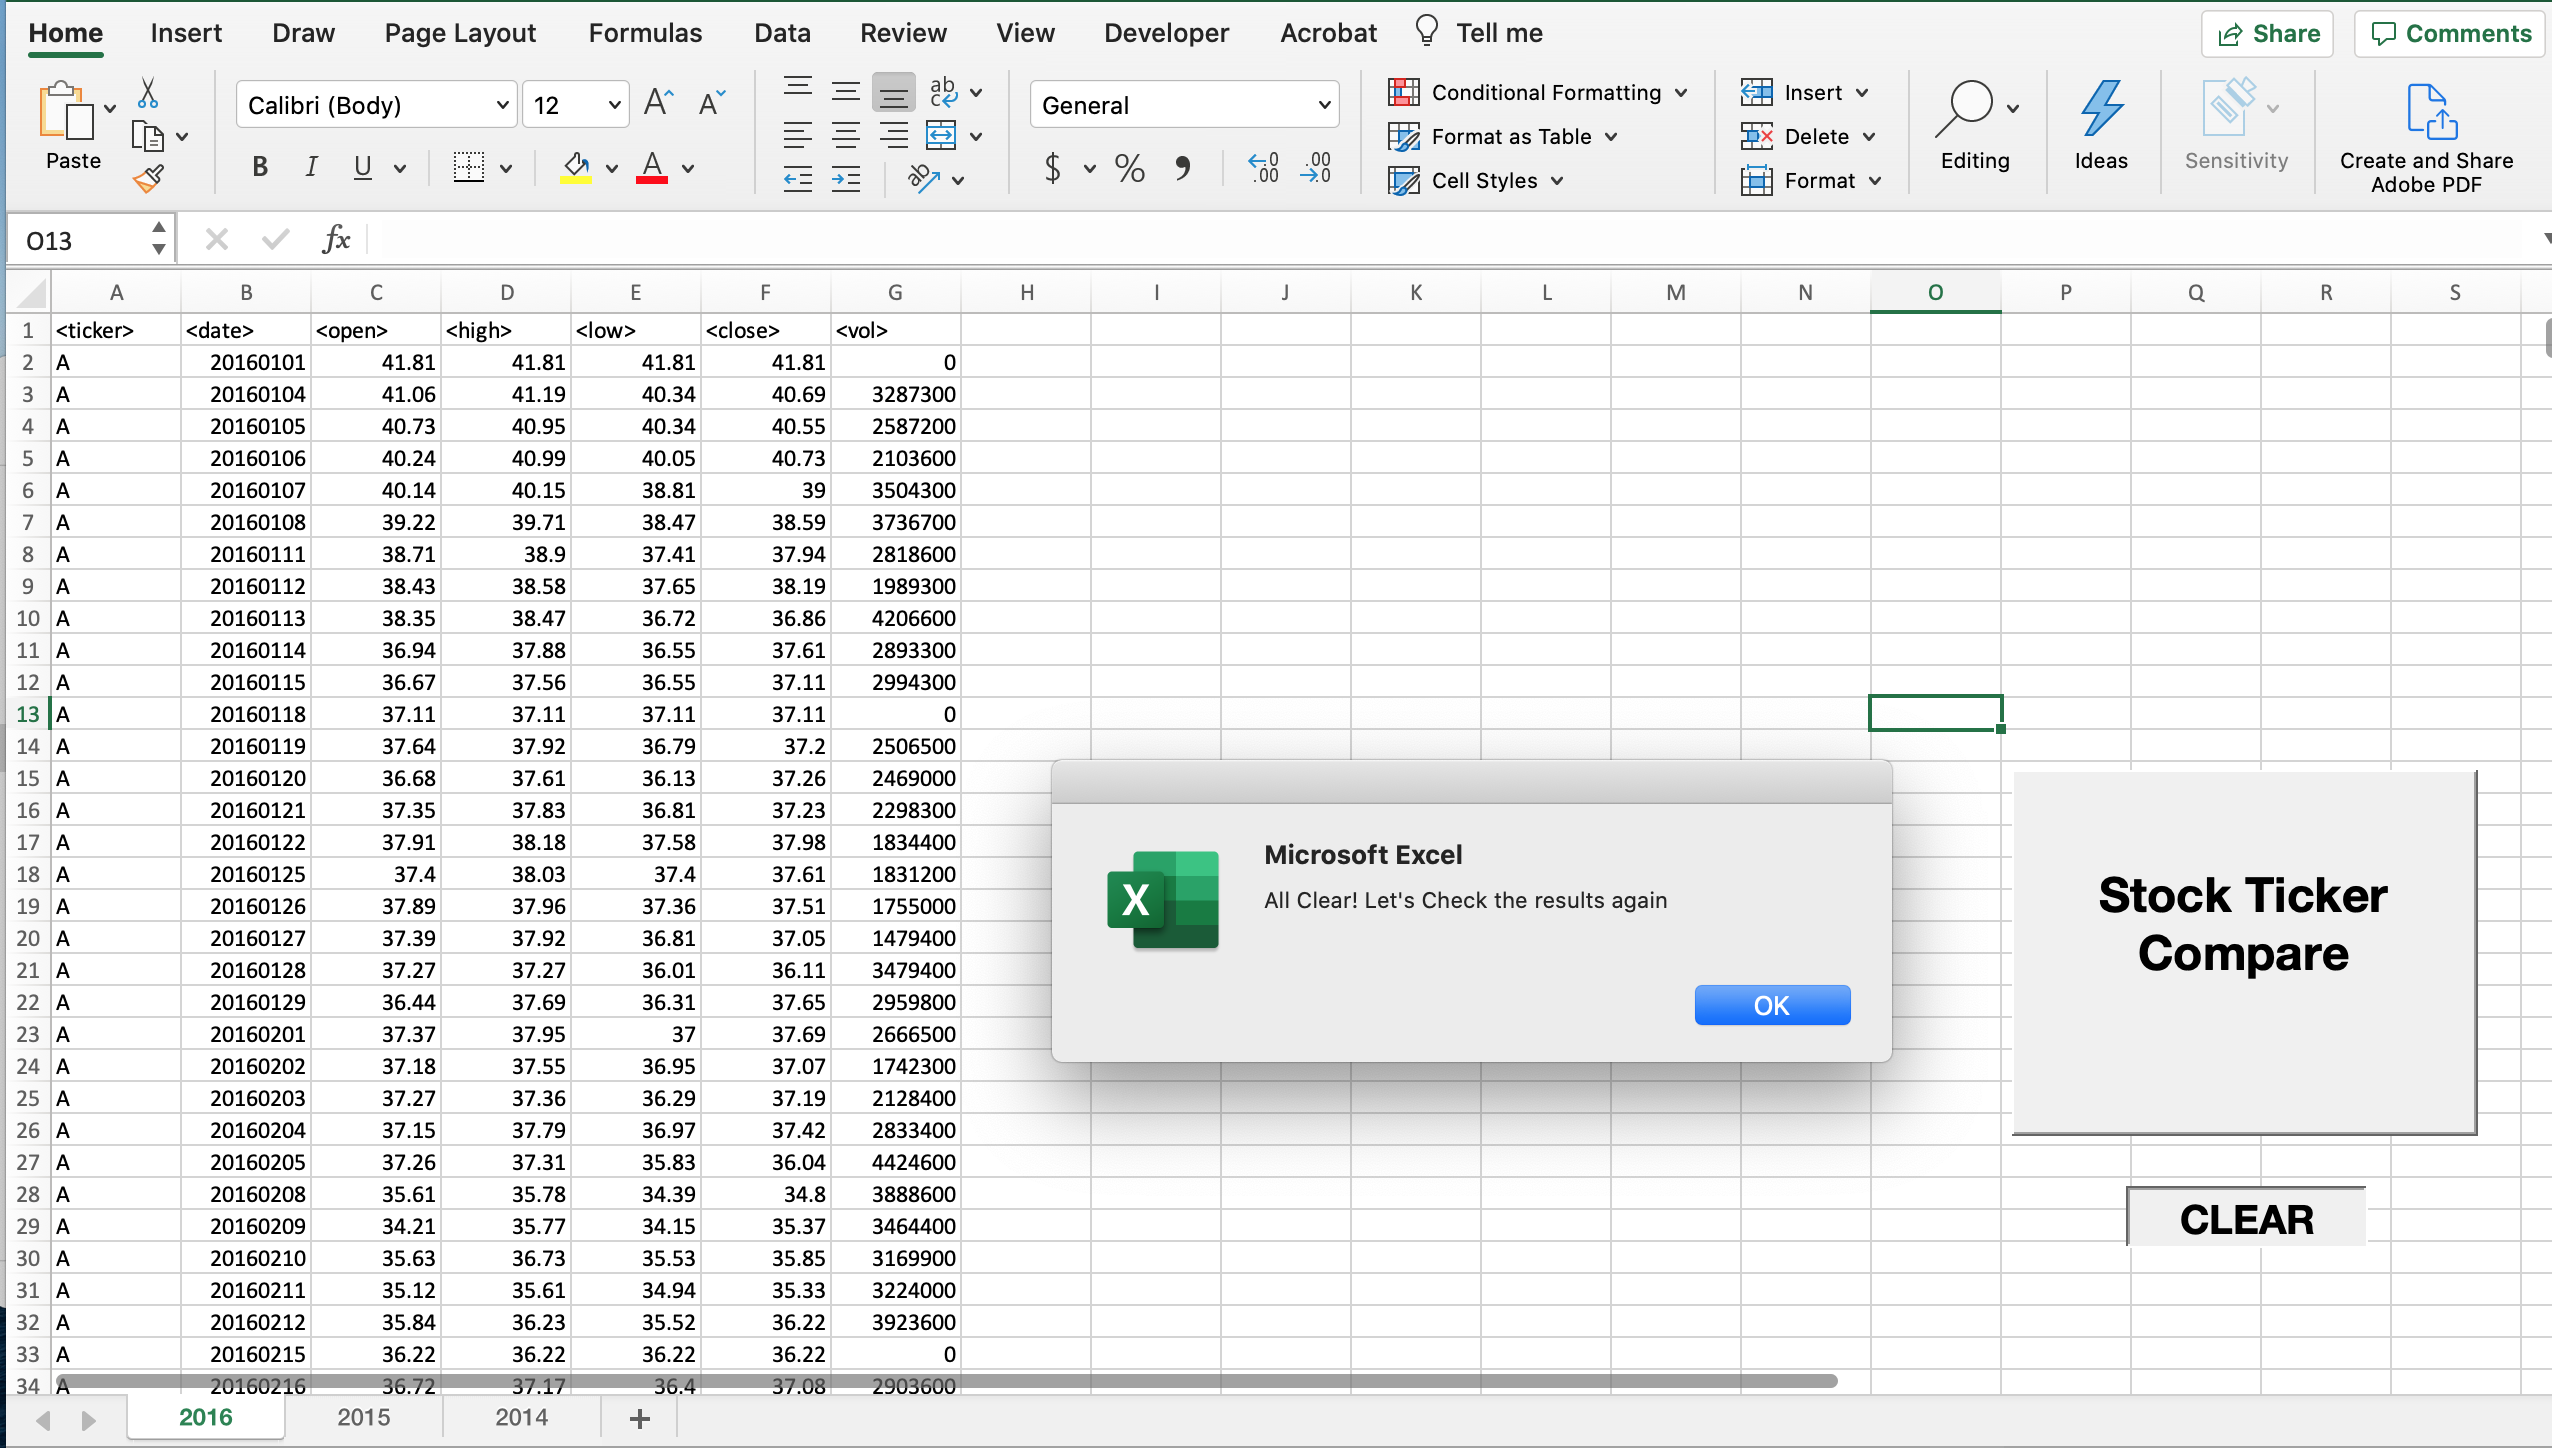 Home Insert Draw Page Layout Formulas Data Review View Developer Acrobat Tell me Share Comments
Paste
Calibri (Body) 12
B I U A
ab
General
$ % 9
Conditional Formatting
Format as Table
Cell Styles
Insert
Delete
Format
Editing
Ideas
Sensitivity
Create and Share
Adobe PDF
O13 fx
A B C D E F G H I J K L M N O P Q R S
1 <ticker> <date> <open> <high> <low> <close> <vol>
2 A 20160101 41.81 41.81 41.81 41.81 0
3 A 20160104 41.06 41.19 40.34 40.69 3287300
4 A 20160105 40.73 40.95 40.34 40.55 2587200
5 A 20160106 40.24 40.99 40.05 40.73 2103600
6 A 20160107 40.14 40.15 38.81 39 3504300
7 A 20160108 39.22 39.71 38.47 38.59 3736700
8 A 20160111 38.71 38.9 37.41 37.94 2818600
9 A 20160112 38.43 38.58 37.65 38.19 1989300
10 A 20160113 38.35 38.47 36.72 36.86 4206600
11 A 20160114 36.94 37.88 36.55 37.61 2893300
12 A 20160115 36.67 37.56 36.55 37.11 2994300
13 A 20160118 37.11 37.11 37.11 37.11 0
14 A 20160119 37.64 37.92 36.79 37.2 2506500
15 A 20160120 36.68 37.61 36.13 37.26 2469000
16 A 20160121 37.35 37.83 36.81 37.23 2298300
17 A 20160122 37.91 38.18 37.58 37.98 1834400
18 A 20160125 37.4 38.03 37.4 37.61 1831200
19 A 20160126 37.89 37.96 37.36 37.51 1755000
20 A 20160127 37.39 37.92 36.81 37.05 1479400
21 A 20160128 37.27 37.27 36.01 36.11 3479400
22 A 20160129 36.44 37.69 36.31 37.65 2959800
23 A 20160201 37.37 37.95 37 37.69 2666500
24 A 20160202 37.18 37.55 36.95 37.07 1742300
25 A 20160203 37.27 37.36 36.29 37.19 2128400
26 A 20160204 37.15 37.79 36.97 37.42 2833400
27 A 20160205 37.26 37.31 35.83 36.04 4424600
28 A 20160208 35.61 35.78 34.39 34.8 3888600
29 A 20160209 34.21 35.77 34.15 35.37 3464400
30 A 20160210 35.63 36.73 35.53 35.85 3169900
31 A 20160211 35.12 35.61 34.94 35.33 3224000
32 A 20160212 35.84 36.23 35.52 36.22 3923600
33 A 20160215 36.22 36.22 36.22 36.22 0
34 A 20160216 36.72 37.17 36.4 37.08 2903600
Microsoft Excel
All Clear! Let's Check the results again
X
OK
Stock Ticker
Compare
CLEAR
2016 2015 2014 +